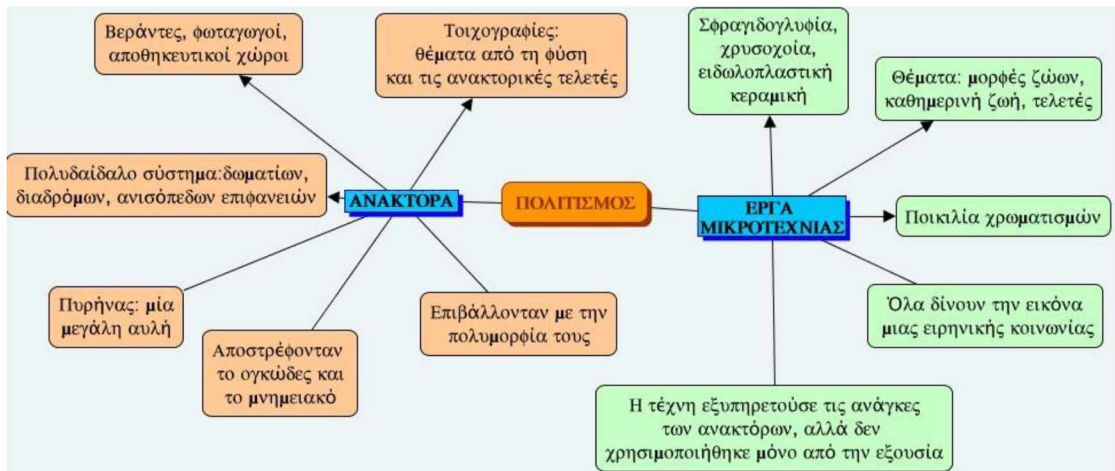 Βεράντες, φωταγωγοί,
αποθηκευτικοί χώροι
Τοιχογραφίες:
θέματα από τη φύση
και τις ανακτορικές τελετές
Πολυδαίδαλο σύστημα:δωματίων,
διαδρόμων, ανισόπεδων επιφανειών
ΑΝΑΚΤΟΡΑ
Πυρήνας: μία
μεγάλη αυλή
Αποστρέφονταν
το ογκώδες και
το μνημειακό
Επιβάλλονταν με την
πολυμορφία τους
ΠΟΛΙΤΙΣΜΟΣ
Σφραγιδογλυφία,
χρυσοχοία,
ειδωλοπλαστική
κεραμική
Θέματα: μορφές ζώων,
καθημερινή ζωή, τελετές
ΕΡΓΑ
ΜΙΚΡΟΤΕΧΝΙΑΣ
Ποικιλία χρωματισμών
Όλα δίνουν την εικόνα
μιας ειρηνικής κοινωνίας
Η τέχνη εξυπηρετούσε τις ανάγκες
των ανακτόρων, αλλά δεν
χρησιμοποιήθηκε μόνο από την εξουσία